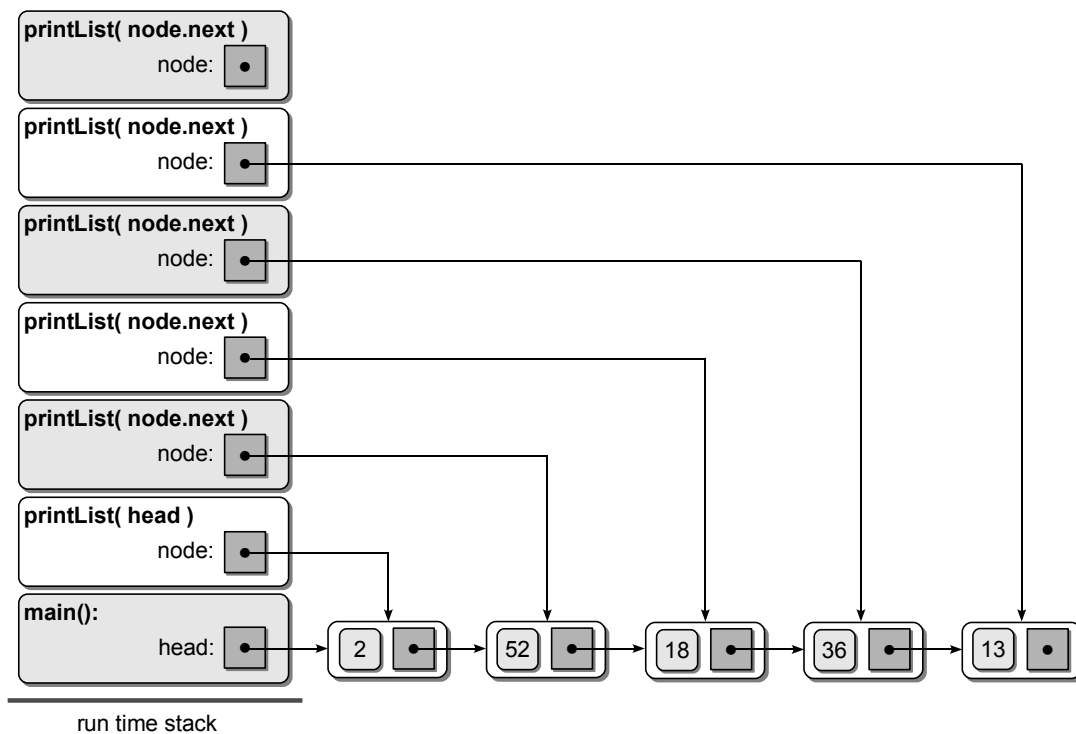 printList( node.next )
node:
printList( node.next )
node:
printList( node.next )
node:
printList( node.next )
node:
printList( node.next )
node:
printList( head )
node:
main():
head:
2
52
18
36
13
run time stack